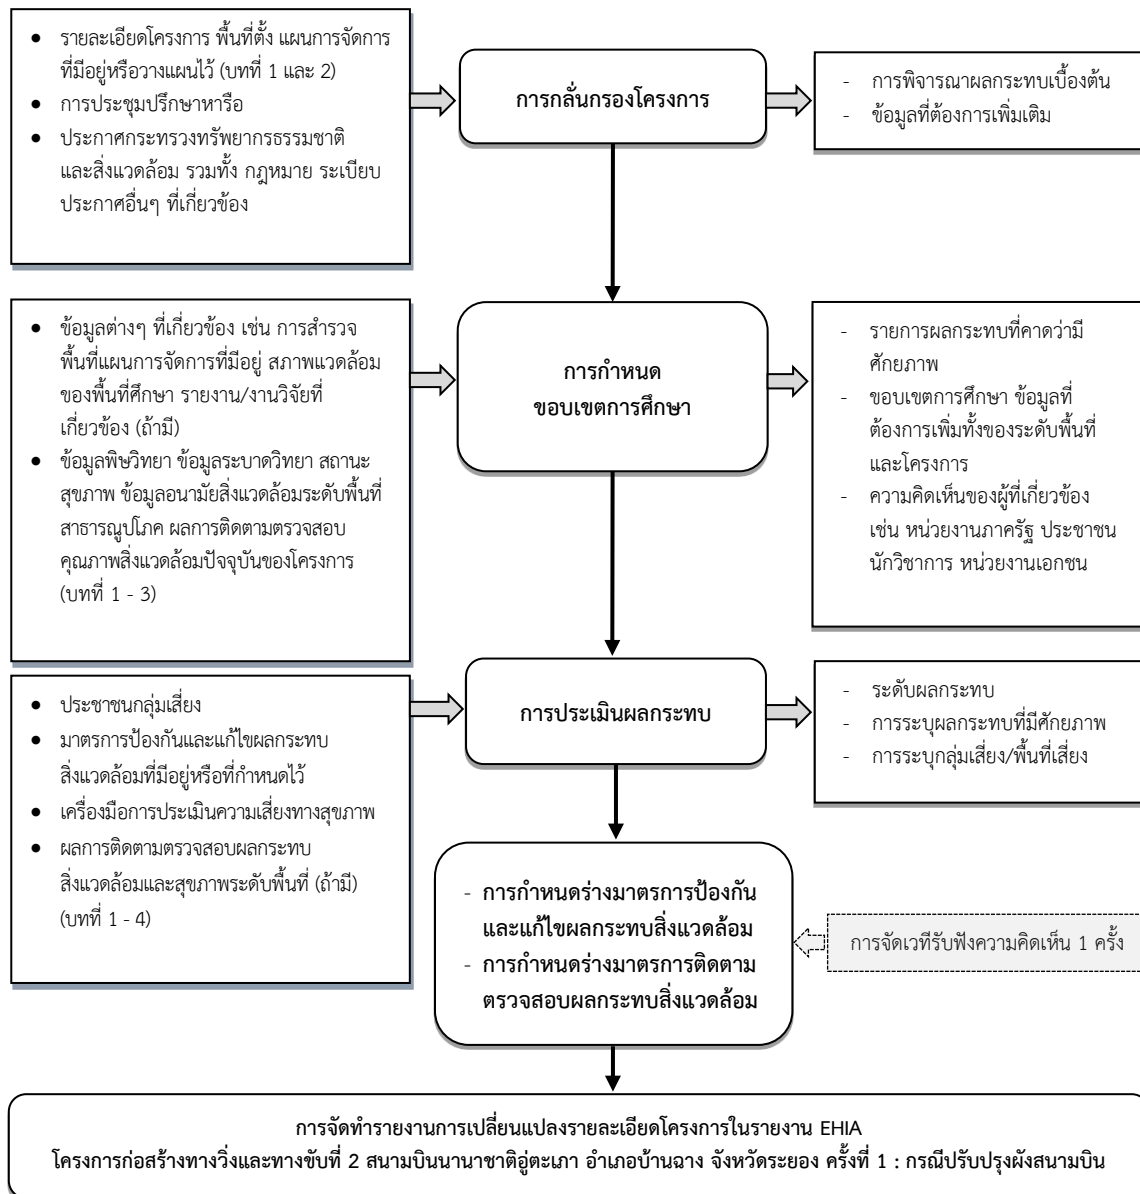 ● รายละเอียดโครงการ พื้นที่ตั้ง แผนการจัดการ
ที่มีอยู่หรือวางแผนไว้ (บทที่ 1 และ 2)
● การประชุมปรึกษาหารือ
● ประกาศกระทรวงทรัพยากรธรรมชาติ
และสิ่งแวดล้อม รวมทั้ง กฎหมาย ระเบียบ
ประกาศอื่นๆ ที่เกี่ยวข้อง
การกลั่นกรองโครงการ
- การพิจารณาผลกระทบเบื้องต้น
- ข้อมูลที่ต้องการเพิ่มเติม
● ข้อมูลต่างๆ ที่เกี่ยวข้อง เช่น การสำรวจ
พื้นที่แผนการจัดการที่มีอยู่ สภาพแวดล้อม
ของพื้นที่ศึกษา รายงาน/งานวิจัยที่
เกี่ยวข้อง (ถ้ามี)
● ข้อมูลพิษวิทยา ข้อมูลระบาดวิทยา สถานะ
สุขภาพ ข้อมูลอนามัยสิ่งแวดล้อมระดับพื้นที่
สาธารณูปโภค ผลการติดตามตรวจสอบ
คุณภาพสิ่งแวดล้อมปัจจุบันของโครงการ
(บทที่ 1 - 3)
การกำหนด
ขอบเขตการศึกษา
- รายการผลกระทบที่คาดว่ามี
ศักยภาพ
- ขอบเขตการศึกษา ข้อมูลที่
ต้องการเพิ่มทั้งของระดับพื้นที่
และโครงการ
- ความคิดเห็นของผู้ที่เกี่ยวข้อง
เช่น หน่วยงานภาครัฐ ประชาชน
นักวิชาการ หน่วยงานเอกชน
● ประชาชนกลุ่มเสี่ยง
● มาตรการป้องกันและแก้ไขผลกระทบ
สิ่งแวดล้อมที่มีอยู่หรือที่กำหนดไว้
● เครื่องมือการประเมินความเสี่ยงทางสุขภาพ
● ผลการติดตามตรวจสอบผลกระทบ
สิ่งแวดล้อมและสุขภาพระดับพื้นที่ (ถ้ามี)
(บทที่ 1 - 4)
การประเมินผลกระทบ
- ระดับผลกระทบ
- การระบุผลกระทบที่มีศักยภาพ
- การระบุกลุ่มเสี่ยง/พื้นที่เสี่ยง
- การกำหนดร่างมาตรการป้องกัน
และแก้ไขผลกระทบสิ่งแวดล้อม
- การกำหนดร่างมาตรการติดตาม
ตรวจสอบผลกระทบสิ่งแวดล้อม
การจัดเวทีรับฟังความคิดเห็น 1 ครั้ง
การจัดทำรายงานการเปลี่ยนแปลงรายละเอียดโครงการในรายงาน EHIA
โครงการก่อสร้างทางวิ่งและทางขับที่ 2 สนามบินนานาชาติอู่ตะเภา อำเภอบ้านฉาง จังหวัดระยอง ครั้งที่ 1 : กรณีปรับปรุงผังสนามบิน